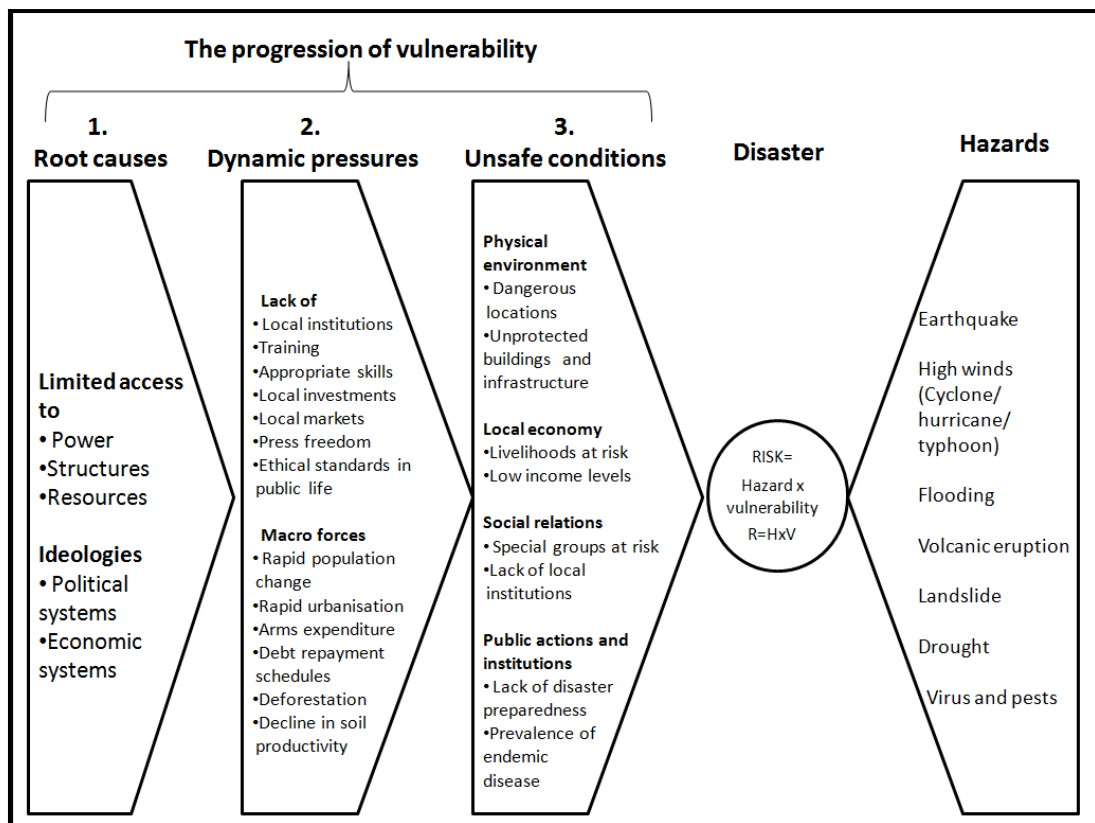 The progression of vulnerability
1.
Root causes
2.
Dynamic pressures
3.
Unsafe conditions
Disaster
Hazards
Limited access
to
• Power
•Structures
•Resources
Ideologies
• Political
systems
•Economic
systems
Lack of
• Local institutions
•Training
•Appropriate skills
•Local investments
•Local markets
•Press freedom
•Ethical standards in
public life
Macro forces
• Rapid population
change
•Rapid urbanisation
•Arms expenditure
•Debt repayment
schedules
•Deforestation
•Decline in soil
productivity
Physical
environment
• Dangerous
locations
•Unprotected
buildings and
infrastructure
Local economy
•Livelihoods at risk
•Low income levels
Social relations
•Special groups at risk
•Lack of local
institutions
Public actions and
institutions
• Lack of disaster
preparedness
•Prevalence of
endemic
disease
RISK=
Hazard x
vulnerability
R=HxV
Earthquake
High winds
(Cyclone/
hurricane/
typhoon)
Flooding
Volcanic eruption
Landslide
Drought
Virus and pests